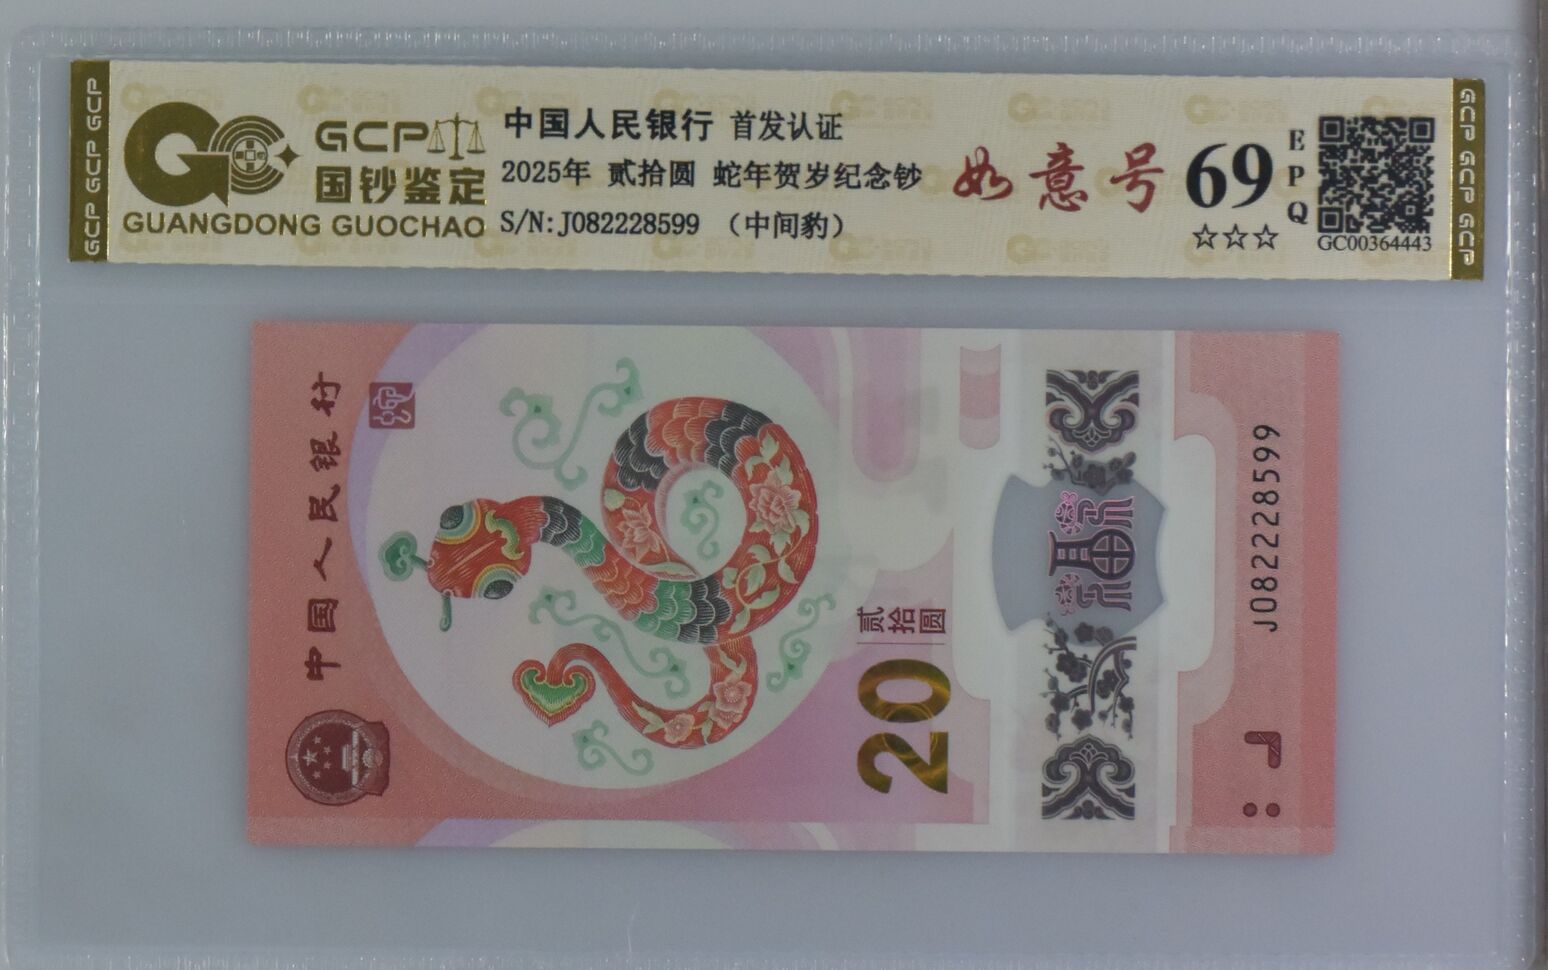 GCP GCP GCP
GCP
国钞鉴定
GUANGDONG GUOCHAO
中国人民银行 首发认证
2025年 贰拾圆 蛇年贺岁纪念钞
S/N:J082228599 (中间豹)
如意号
69
EPQ
☆☆☆
GC00364443
GCP GCP GCP
中国人民银行
贰拾圆
20
福
J082228599